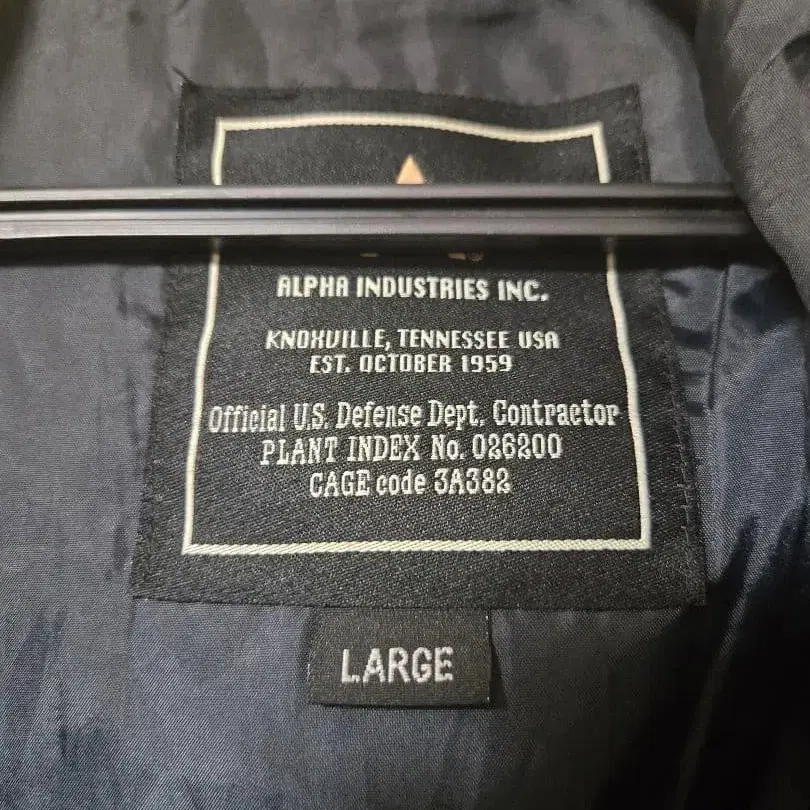 ALPHA INDUSTRIES INC.
KNOXVILLE, TENNESSEE USA
EST. OCTOBER 1959
Official U.S. Defense Dept. Contractor
PLANT INDEX No. 026200
CAGE code 3A382
LARGE